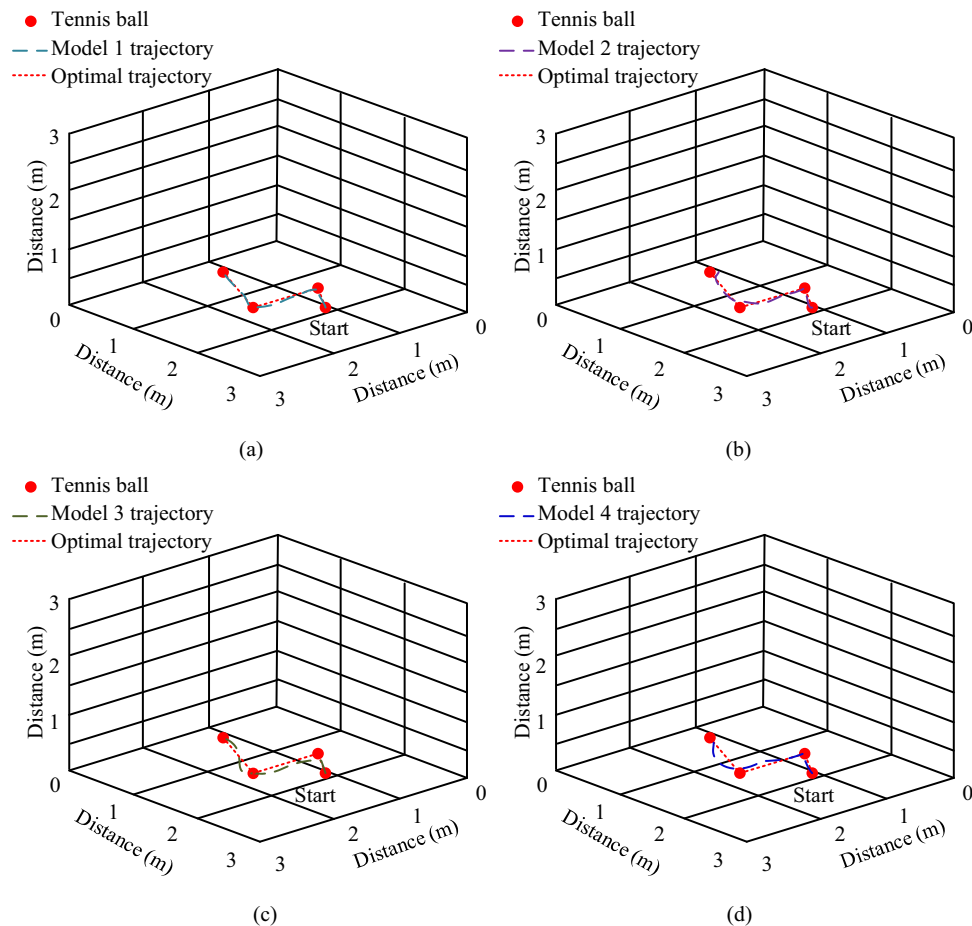 Tennis ball
Model 1 trajectory
Optimal trajectory
3
2
1
0
Distance (m)
Start
1
2
3
Distance (m)
3
2
1
0
Distance (m)
(a)
Tennis ball
Model 2 trajectory
Optimal trajectory
3
2
1
0
Distance (m)
Start
1
2
3
Distance (m)
3
2
1
0
Distance (m)
(b)
Tennis ball
Model 3 trajectory
Optimal trajectory
3
2
1
0
Distance (m)
Start
1
2
3
Distance (m)
3
2
1
0
Distance (m)
(c)
Tennis ball
Model 4 trajectory
Optimal trajectory
3
2
1
0
Distance (m)
Start
1
2
3
Distance (m)
3
2
1
0
Distance (m)
(d)